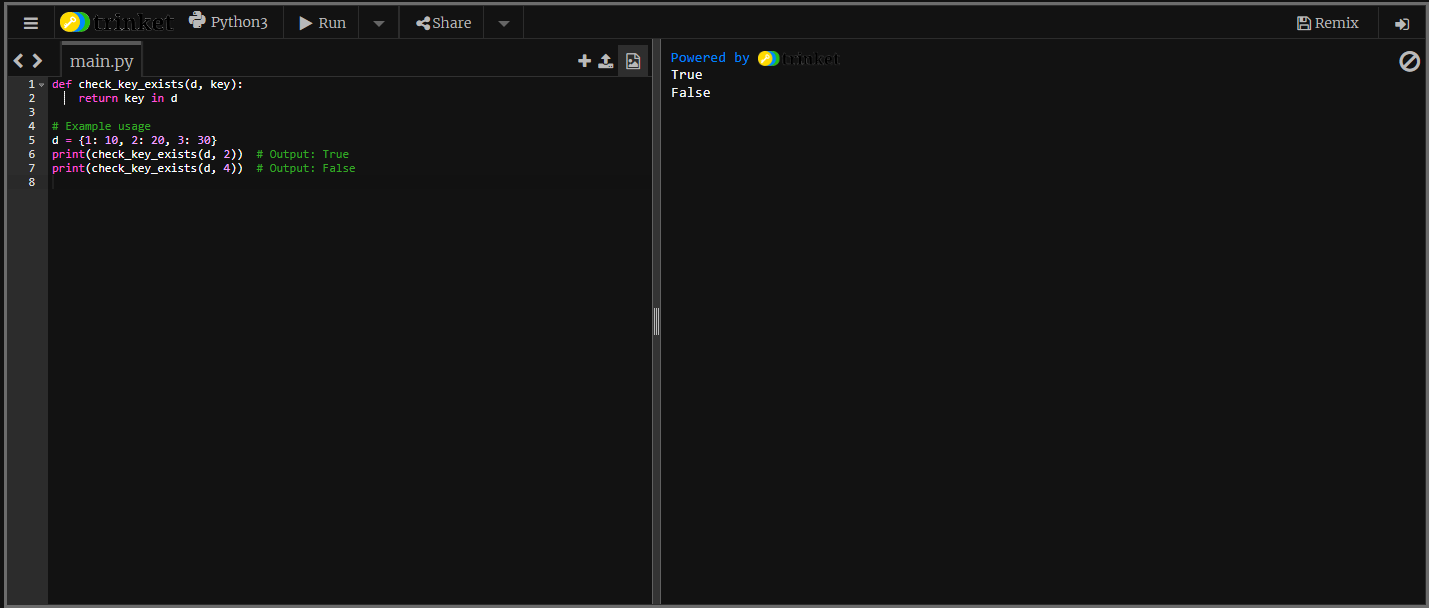 trinket Python3 Run Share Remix
main.py
1 def check_key_exists(d, key):
2     return key in d
3
4 # Example usage
5 d = {1: 10, 2: 20, 3: 30}
6 print(check_key_exists(d, 2))  # Output: True
7 print(check_key_exists(d, 4))  # Output: False
8
Powered by trinket
True
False